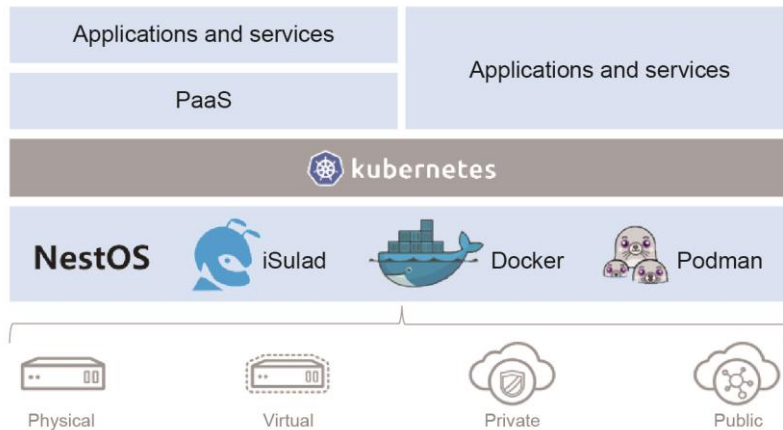 Applications and services
Applications and services
PaaS
kubernetes
NestOS iSulad Docker Podman
Physical Virtual Private Public